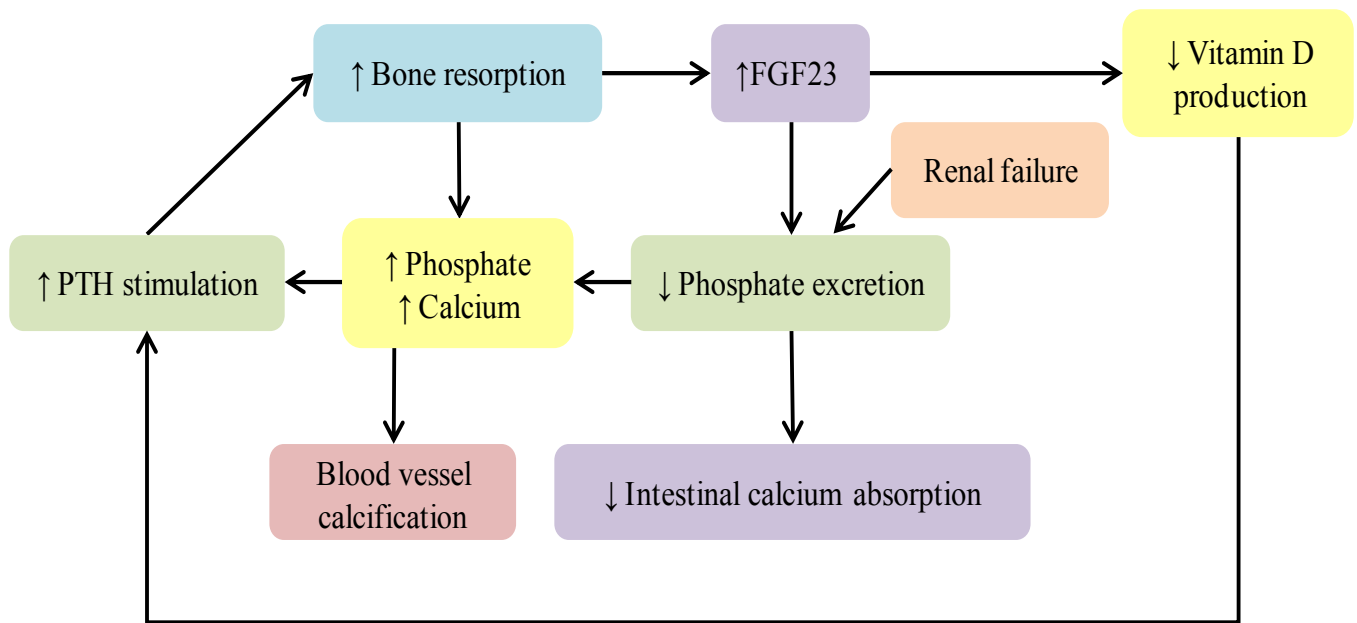 ↑ Bone resorption
↑FGF23
↓ Vitamin D
production
Renal failure
↑ PTH stimulation
↑ Phosphate
↑ Calcium
↓ Phosphate excretion
Blood vessel
calcification
↓ Intestinal calcium absorption